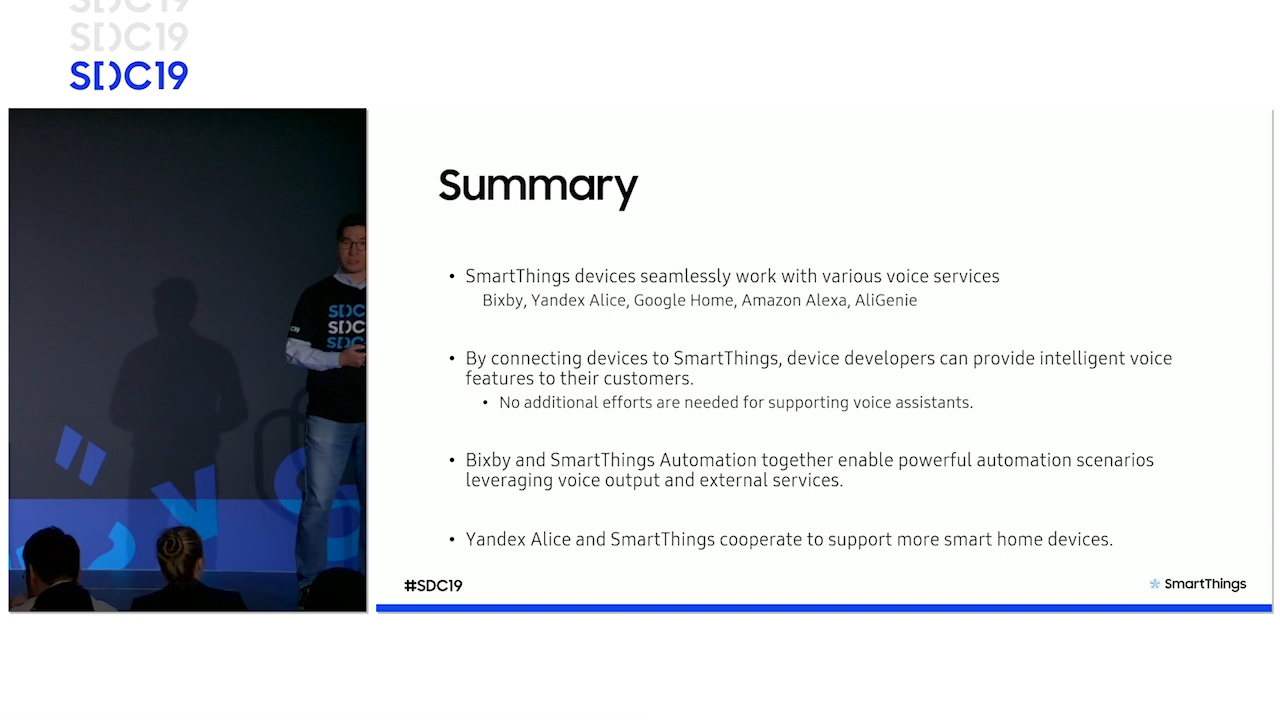 SDC19
SDC19
SDC19
SDC
SDC
SDC
Summary
• SmartThings devices seamlessly work with various voice services
Bixby, Yandex Alice, Google Home, Amazon Alexa, AliGenie
• By connecting devices to SmartThings, device developers can provide intelligent voice
features to their customers.
• No additional efforts are needed for supporting voice assistants.
• Bixby and SmartThings Automation together enable powerful automation scenarios
leveraging voice output and external services.
• Yandex Alice and SmartThings cooperate to support more smart home devices.
#SDC19
SmartThings